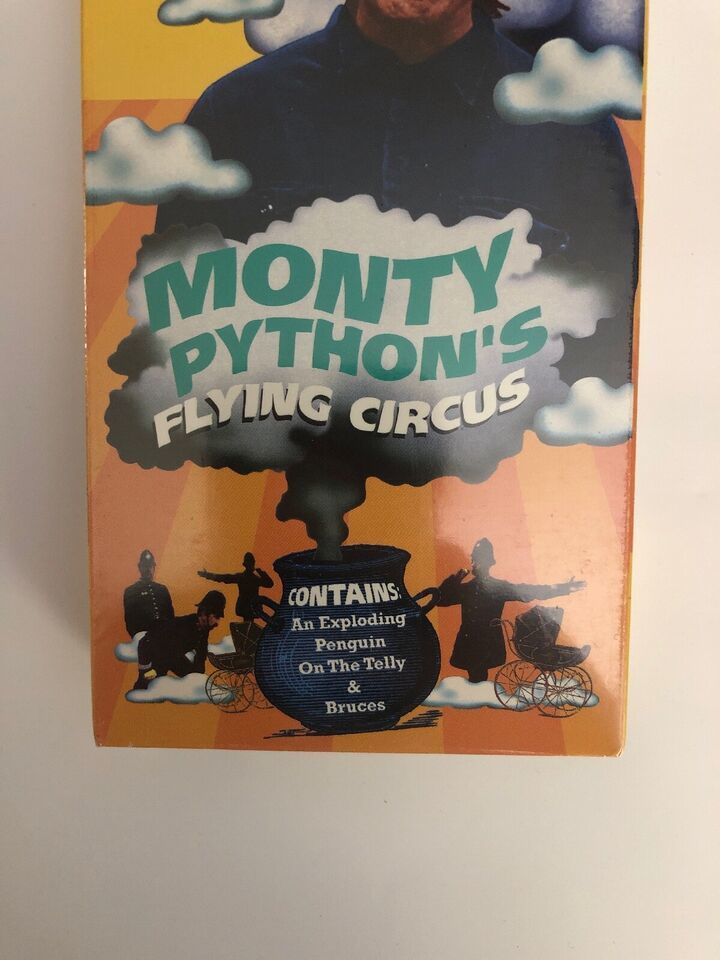 MONTY
PYTHON'S
FLYING CIRCUS
CONTAINS:
An Exploding
Penguin
On The Telly
&
Bruces